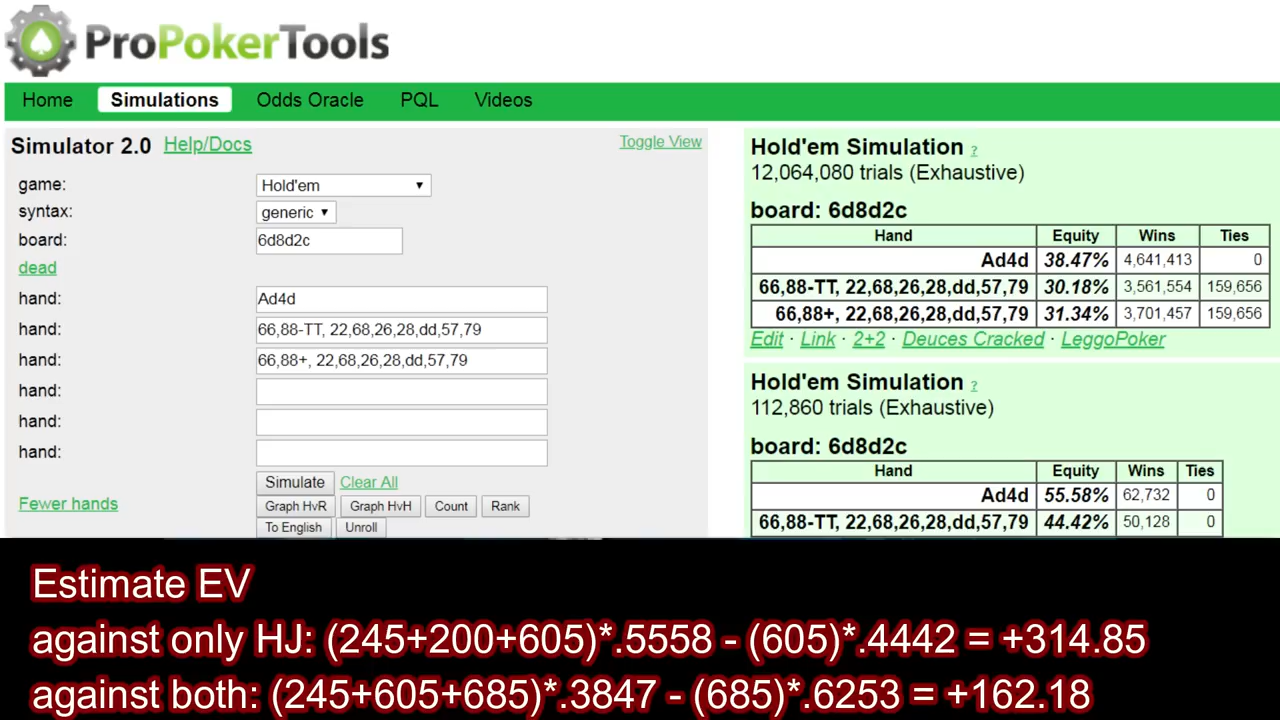 ProPokerTools
Home Simulations Odds Oracle PQL Videos
Simulator 2.0 Help/Docs Toggle View
game: Hold'em
syntax: generic
board: 6d8d2c
dead
hand: Ad4d
hand: 66,88-TT, 22,68,26,28,dd,57,79
hand: 66,88+, 22,68,26,28,dd,57,79
hand:
hand:
hand:
Simulate Clear All
Fewer hands Graph HvR Graph HvH Count Rank
To English Unroll
Hold'em Simulation ?
12,064,080 trials (Exhaustive)
board: 6d8d2c
Hand Equity Wins Ties
Ad4d 38.47% 4,641,413 0
66,88-TT, 22,68,26,28,dd,57,79 30.18% 3,561,554 159,656
66,88+, 22,68,26,28,dd,57,79 31.34% 3,701,457 159,656
Edit · Link · 2+2 · Deuces Cracked · LeggoPoker
Hold'em Simulation ?
112,860 trials (Exhaustive)
board: 6d8d2c
Hand Equity Wins Ties
Ad4d 55.58% 62,732 0
66,88-TT, 22,68,26,28,dd,57,79 44.42% 50,128 0
Estimate EV
against only HJ: (245+200+605)*.5558 - (605)*.4442 = +314.85
against both: (245+605+685)*.3847 - (685)*.6253 = +162.18